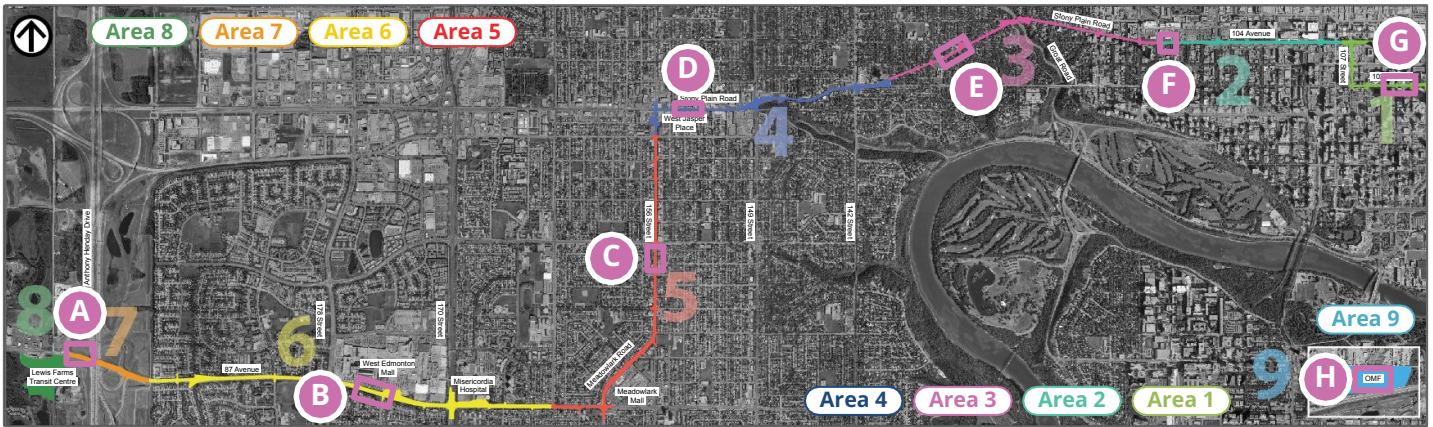 Area 8
Area 7
Area 6
Area 5
Stony Plain Road
104 Avenue
G
107 Street
10
1
Groat Road
3
E
F
2
D
Stony Plain Road
West Jasper
Place
4
156 Street
149 Street
142 Street
C
5
Anthony Henday Drive
8
A
7
Lewis Farms
Transit Centre
87 Avenue
6
178 Street
170 Street
West Edmonton
Mall
B
Misericordia
Hospital
Meadowlark Road
Meadowlark
Mall
Area 9
9
H
OMF
Area 4
Area 3
Area 2
Area 1